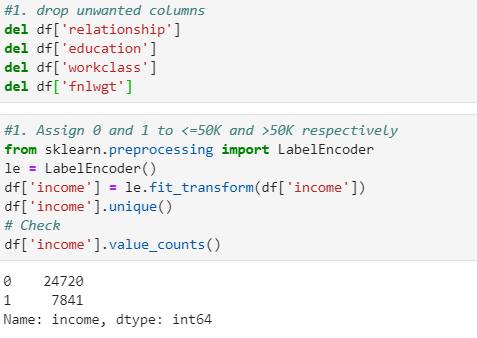 #1. drop unwanted columns
del df['relationship']
del df['education']
del df['workclass']
del df['fnlwgt']
#1. Assign 0 and 1 to <=50K and >50K respectively
from sklearn.preprocessing import LabelEncoder
le = LabelEncoder()
df['income'] = le.fit_transform(df['income'])
df['income'].unique()
# Check
df['income'].value_counts()
0    24720
1     7841
Name: income, dtype: int64